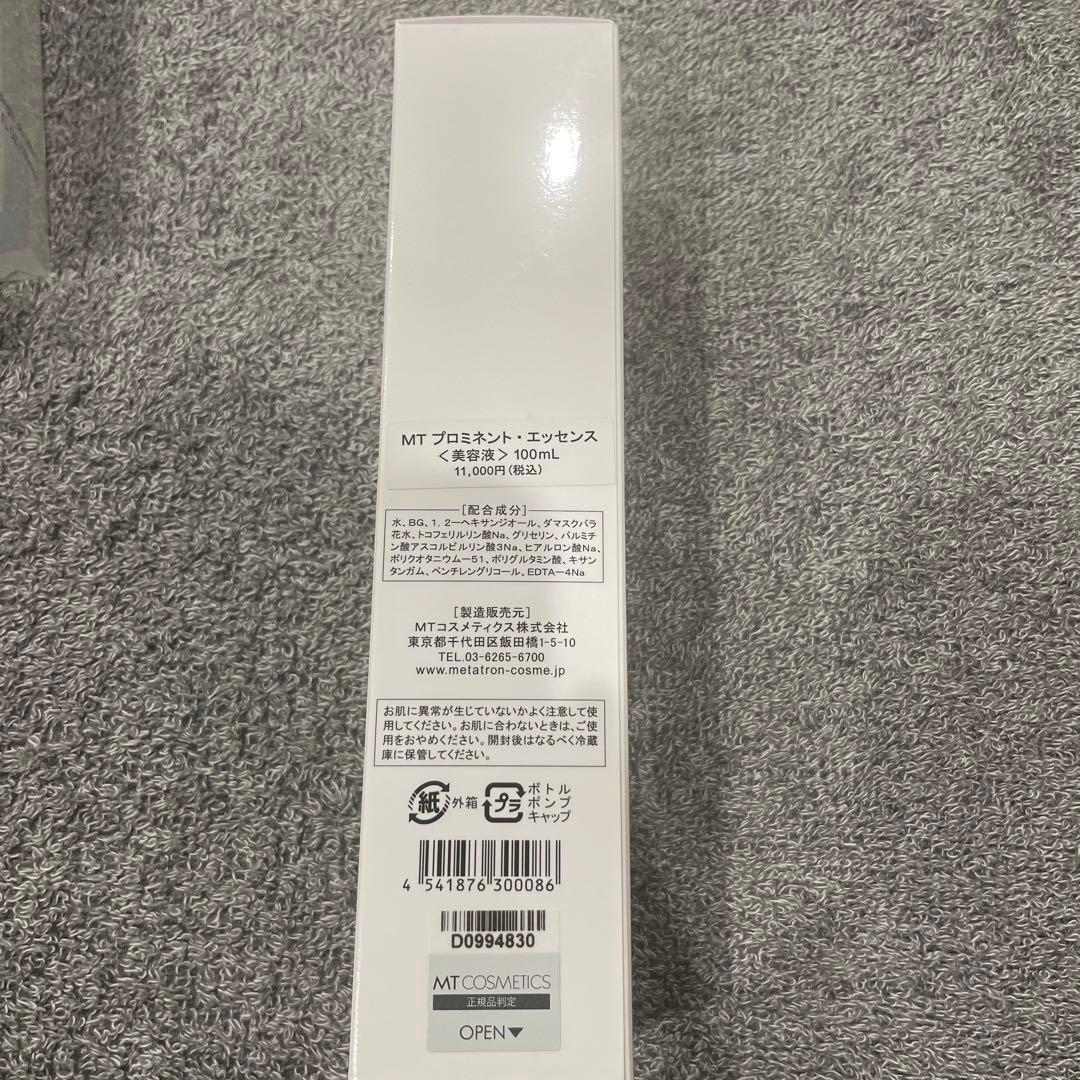 MT プロミネント・エッセンス
＜美容液＞100mL
11,000円(税込)
[配合成分]
水、BG、1，2―ヘキサンジオール、ダマスクバラ
花水、トコフェリルリン酸Na、グリセリン、パルミチ
ン酸アスコルビルリン酸3Na、ヒアルロン酸Na、
ポリクオタニウム―51、ポリグルタミン酸、キサン
タンガム、ペンチレングリコール、EDTA―4Na
[製造販売元]
MTコスメティクス株式会社
東京都千代田区飯田橋1-5-10
TEL.03-6265-6700
www.metatron-cosme.jp
お肌に異常が生じていないかよく注意して使
用してください。お肌に合わないときは、ご使
用をおやめください。開封後はなるべく冷蔵
庫に保管してください。
紙 外箱 プラ ボトル
ポンプ
キャップ
4 541876 300086
D0994830
MT COSMETICS
正規品判定
OPEN▼